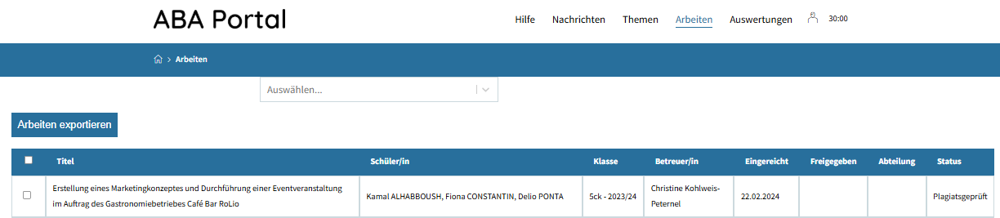 ABA Portal
Hilfe Nachrichten Themen Arbeiten Auswertungen 30:00
> Arbeiten
Auswählen...
Arbeiten exportieren
Titel Schüler/in Klasse Betreuer/in Eingereicht Freigegeben Abteilung Status
Erstellung eines Marketingkonzeptes und Durchführung einer Eventveranstaltung
im Auftrag des Gastronomiebetriebes Café Bar RoLio
Kamal ALHABBOUSH, Fiona CONSTANTIN, Delio PONTA
5ck - 2023/24
Christine Kohlweis-
Peternel
22.02.2024
Plagiatsgeprüft